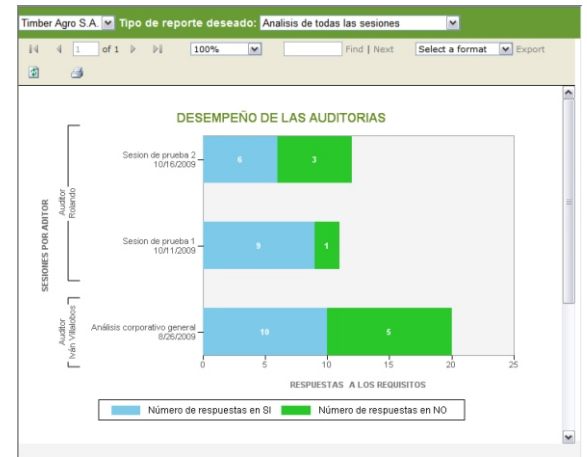 Timber Agro S.A. Tipo de reporte deseado: Analisis de todas las sesiones
1 of 1 100% Find | Next Select a format Export
DESEMPEÑO DE LAS AUDITORIAS
SESIONES POR ADITOR
Auditor
Rolando
Sesion de prueba 2
10/16/2009
6 3
Sesion de prueba 1
10/11/2009
9 1
Auditor
Iván Villalobos
Análisis corporativo general
8/26/2009
10 5
0 5 10 15 20 25
RESPUESTAS A LOS REQUISITOS
Número de respuestas en SI Número de respuestas en NO